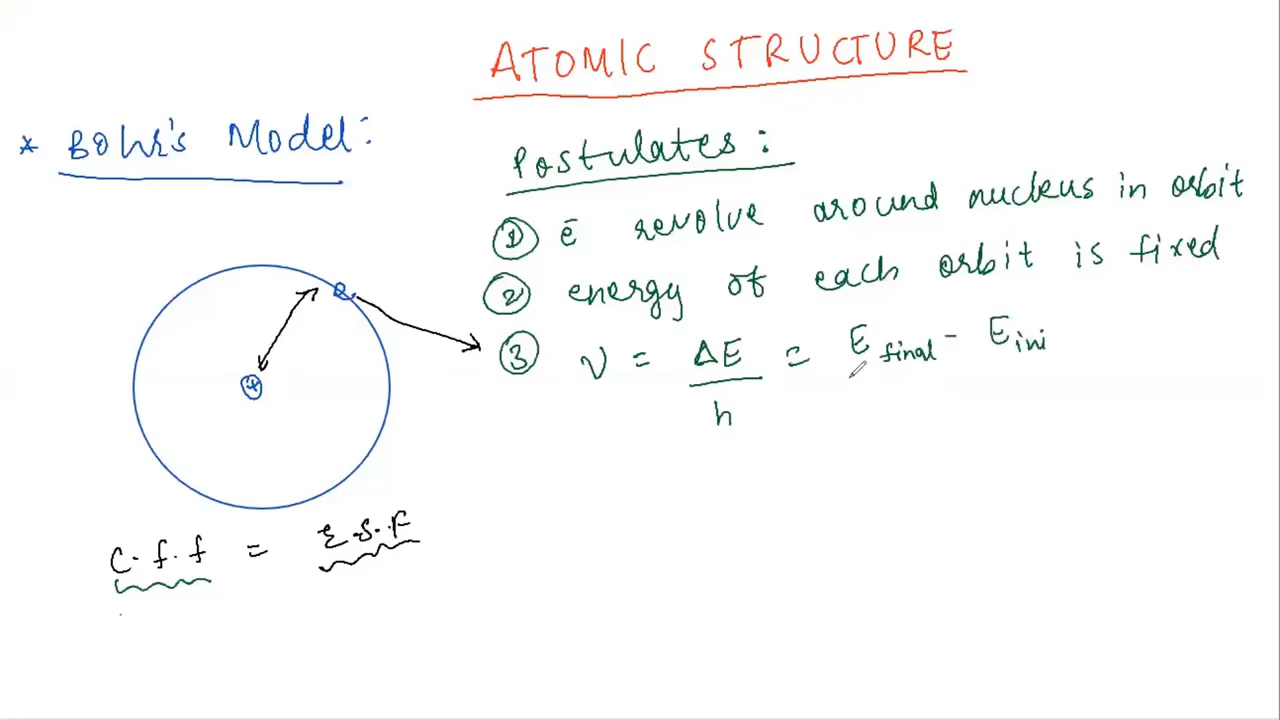 ATOMIC STRUCTURE
* Bohr's Model:
Postulates:
① ē revolve around nucleus in orbit
② energy of each orbit is fixed
③ ν = ΔE / h = E final - E ini
e
+
C.f.f = E.S.F